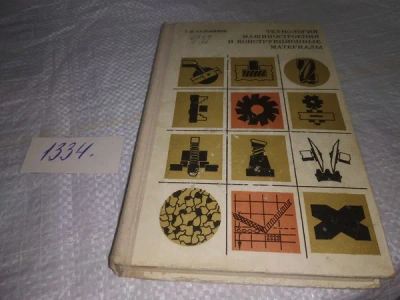 ТЕХНОЛОГИЯ
МАШИНОСТРОЕНИЯ
И КОНСТРУКЦИОННЫЕ
МАТЕРИАЛЫ
1334.